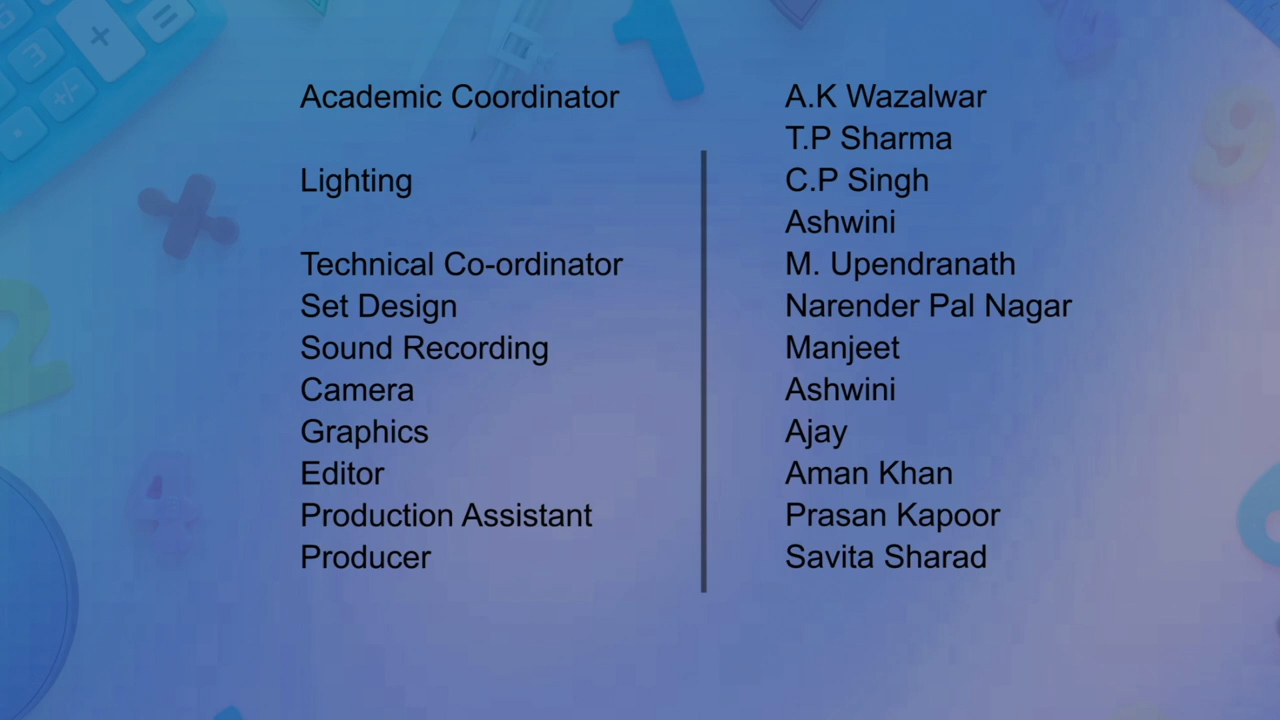 Academic Coordinator A.K Wazalwar
T.P Sharma
Lighting C.P Singh
Ashwini
Technical Co-ordinator M. Upendranath
Set Design Narender Pal Nagar
Sound Recording Manjeet
Camera Ashwini
Graphics Ajay
Editor Aman Khan
Production Assistant Prasan Kapoor
Producer Savita Sharad